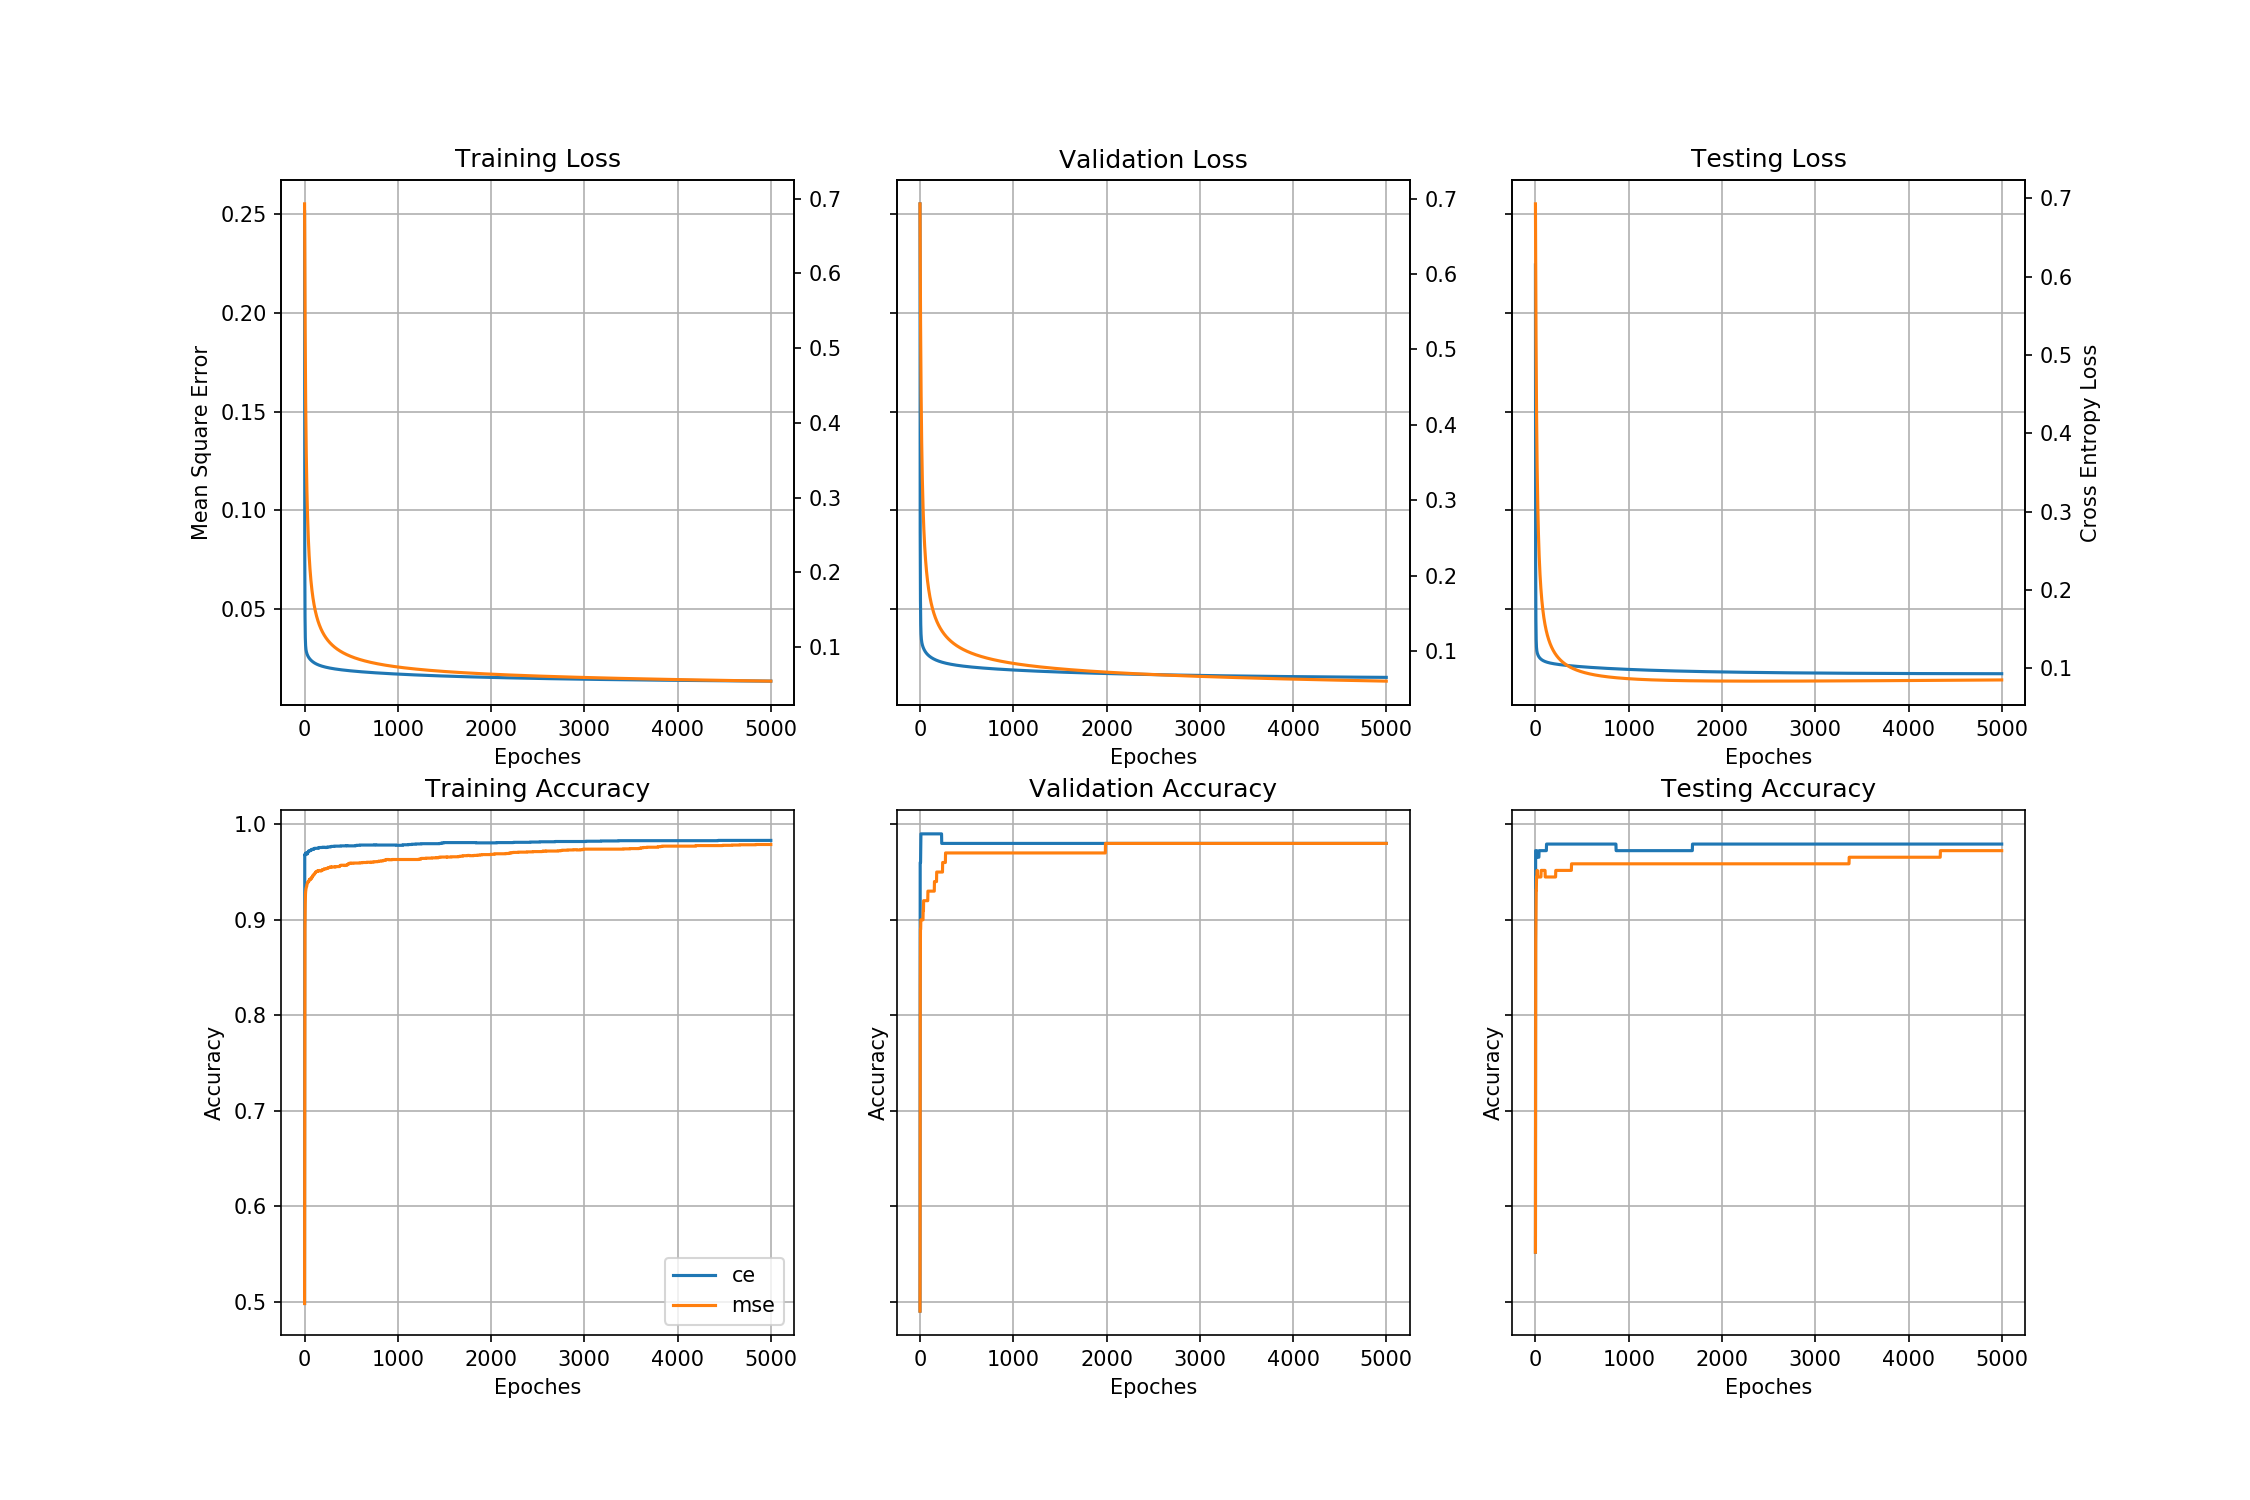 Training Loss
Validation Loss
Testing Loss
Mean Square Error
0.25
0.20
0.15
0.10
0.05
0.7
0.6
0.5
0.4
0.3
0.2
0.1
0 1000 2000 3000 4000 5000
Epoches
0.7
0.6
0.5
0.4
0.3
0.2
0.1
0 1000 2000 3000 4000 5000
Epoches
0.7
0.6
0.5
0.4
0.3
0.2
0.1
Cross Entropy Loss
0 1000 2000 3000 4000 5000
Epoches
Training Accuracy
Validation Accuracy
Testing Accuracy
Accuracy
1.0
0.9
0.8
0.7
0.6
0.5
ce
mse
0 1000 2000 3000 4000 5000
Epoches
Accuracy
0 1000 2000 3000 4000 5000
Epoches
Accuracy
0 1000 2000 3000 4000 5000
Epoches